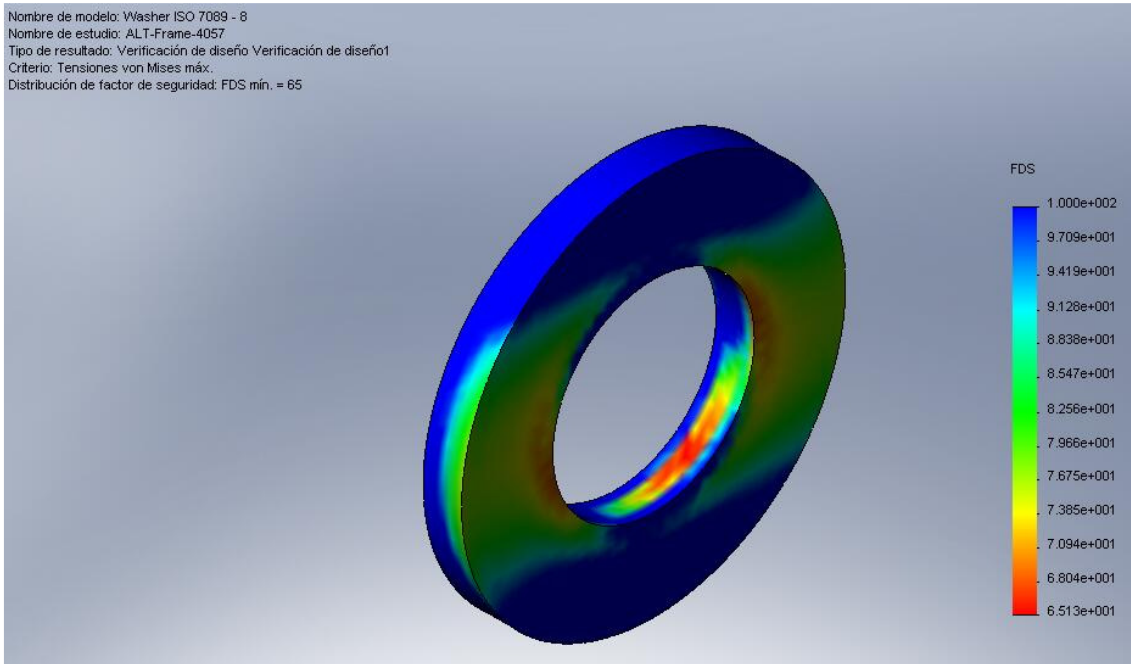 Nombre de modelo: Washer ISO 7089 - 8
Nombre de estudio: ALT-Frame-4057
Tipo de resultado: Verificación de diseño Verificación de diseño1
Criterio: Tensiones von Mises máx.
Distribución de factor de seguridad: FDS mín. = 65
FDS
1.000e+002
9.709e+001
9.419e+001
9.128e+001
8.838e+001
8.547e+001
8.256e+001
7.966e+001
7.675e+001
7.385e+001
7.094e+001
6.804e+001
6.513e+001